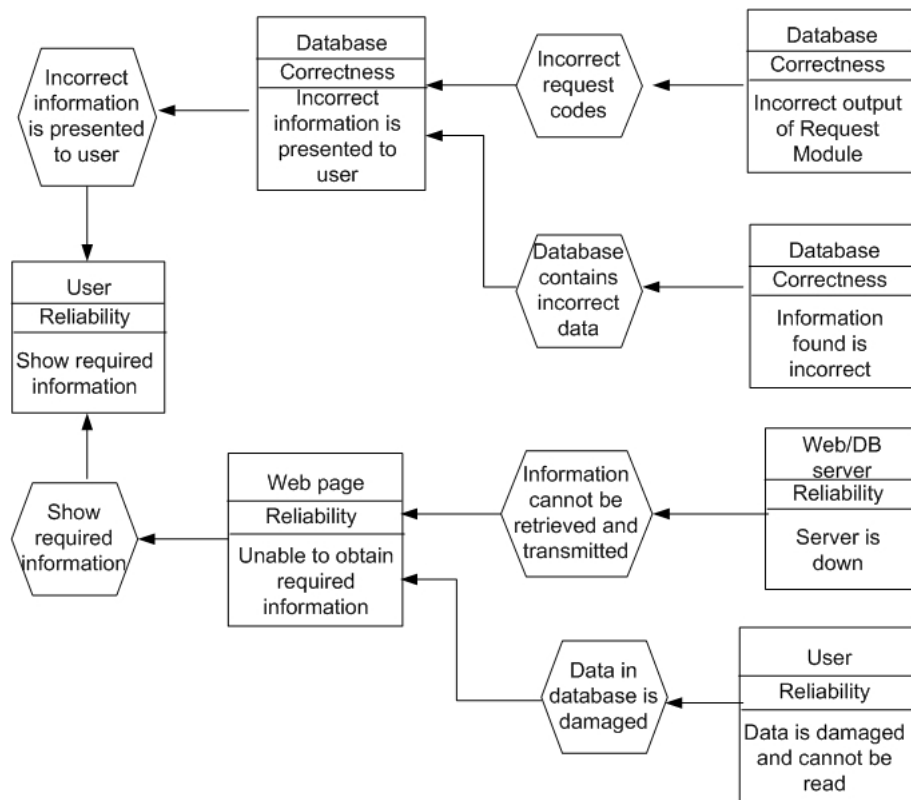 Incorrect
information
is presented
to user
Database
Correctness
Incorrect
information is
presented to
user
Incorrect
request
codes
Database
Correctness
Incorrect output
of Request
Module
Database
contains
incorrect
data
Database
Correctness
Information
found is
incorrect
User
Reliability
Show required
information
Show
required
information
Web page
Reliability
Unable to obtain
required
information
Information
cannot be
retrieved and
transmitted
Web/DB
server
Reliability
Server is
down
Data in
database is
damaged
User
Reliability
Data is damaged
and cannot be
read